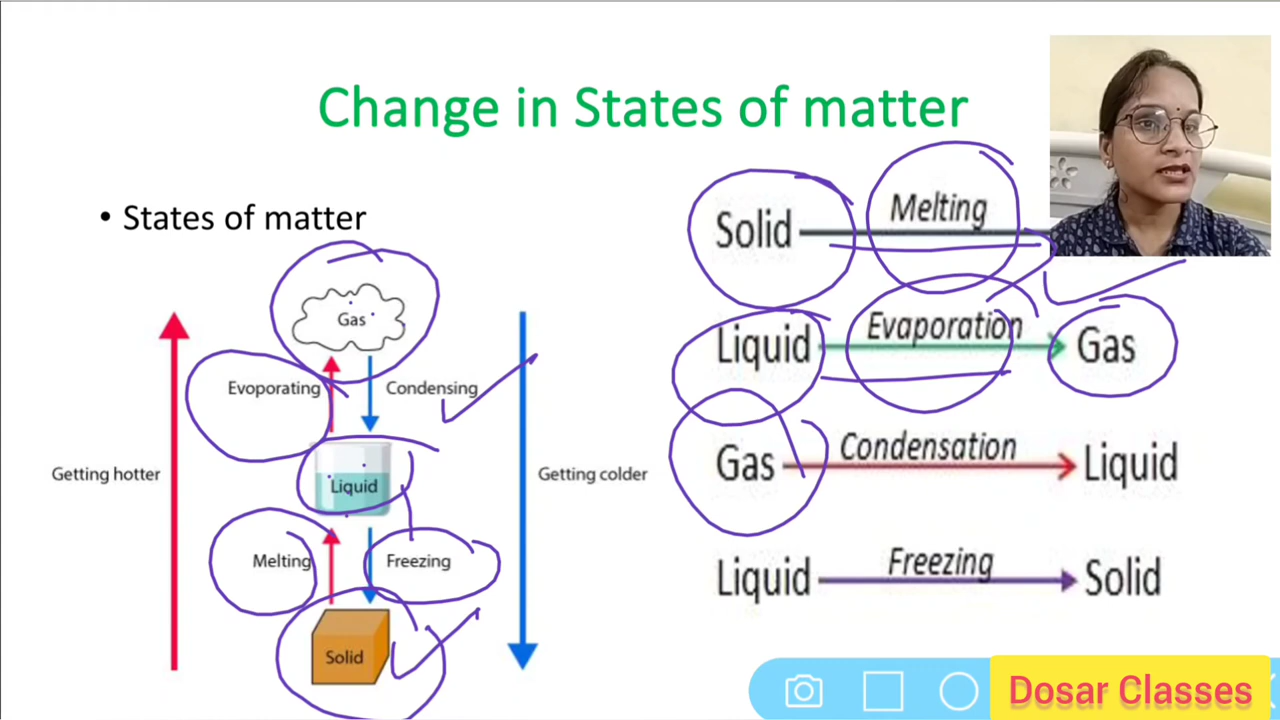 Change in States of matter
• States of matter
Gas
Evoporating
Condensing
Getting hotter
Liquid
Getting colder
Melting
Freezing
Solid
Solid Melting
Liquid Evaporation Gas
Gas Condensation Liquid
Liquid Freezing Solid
Dosar Classes